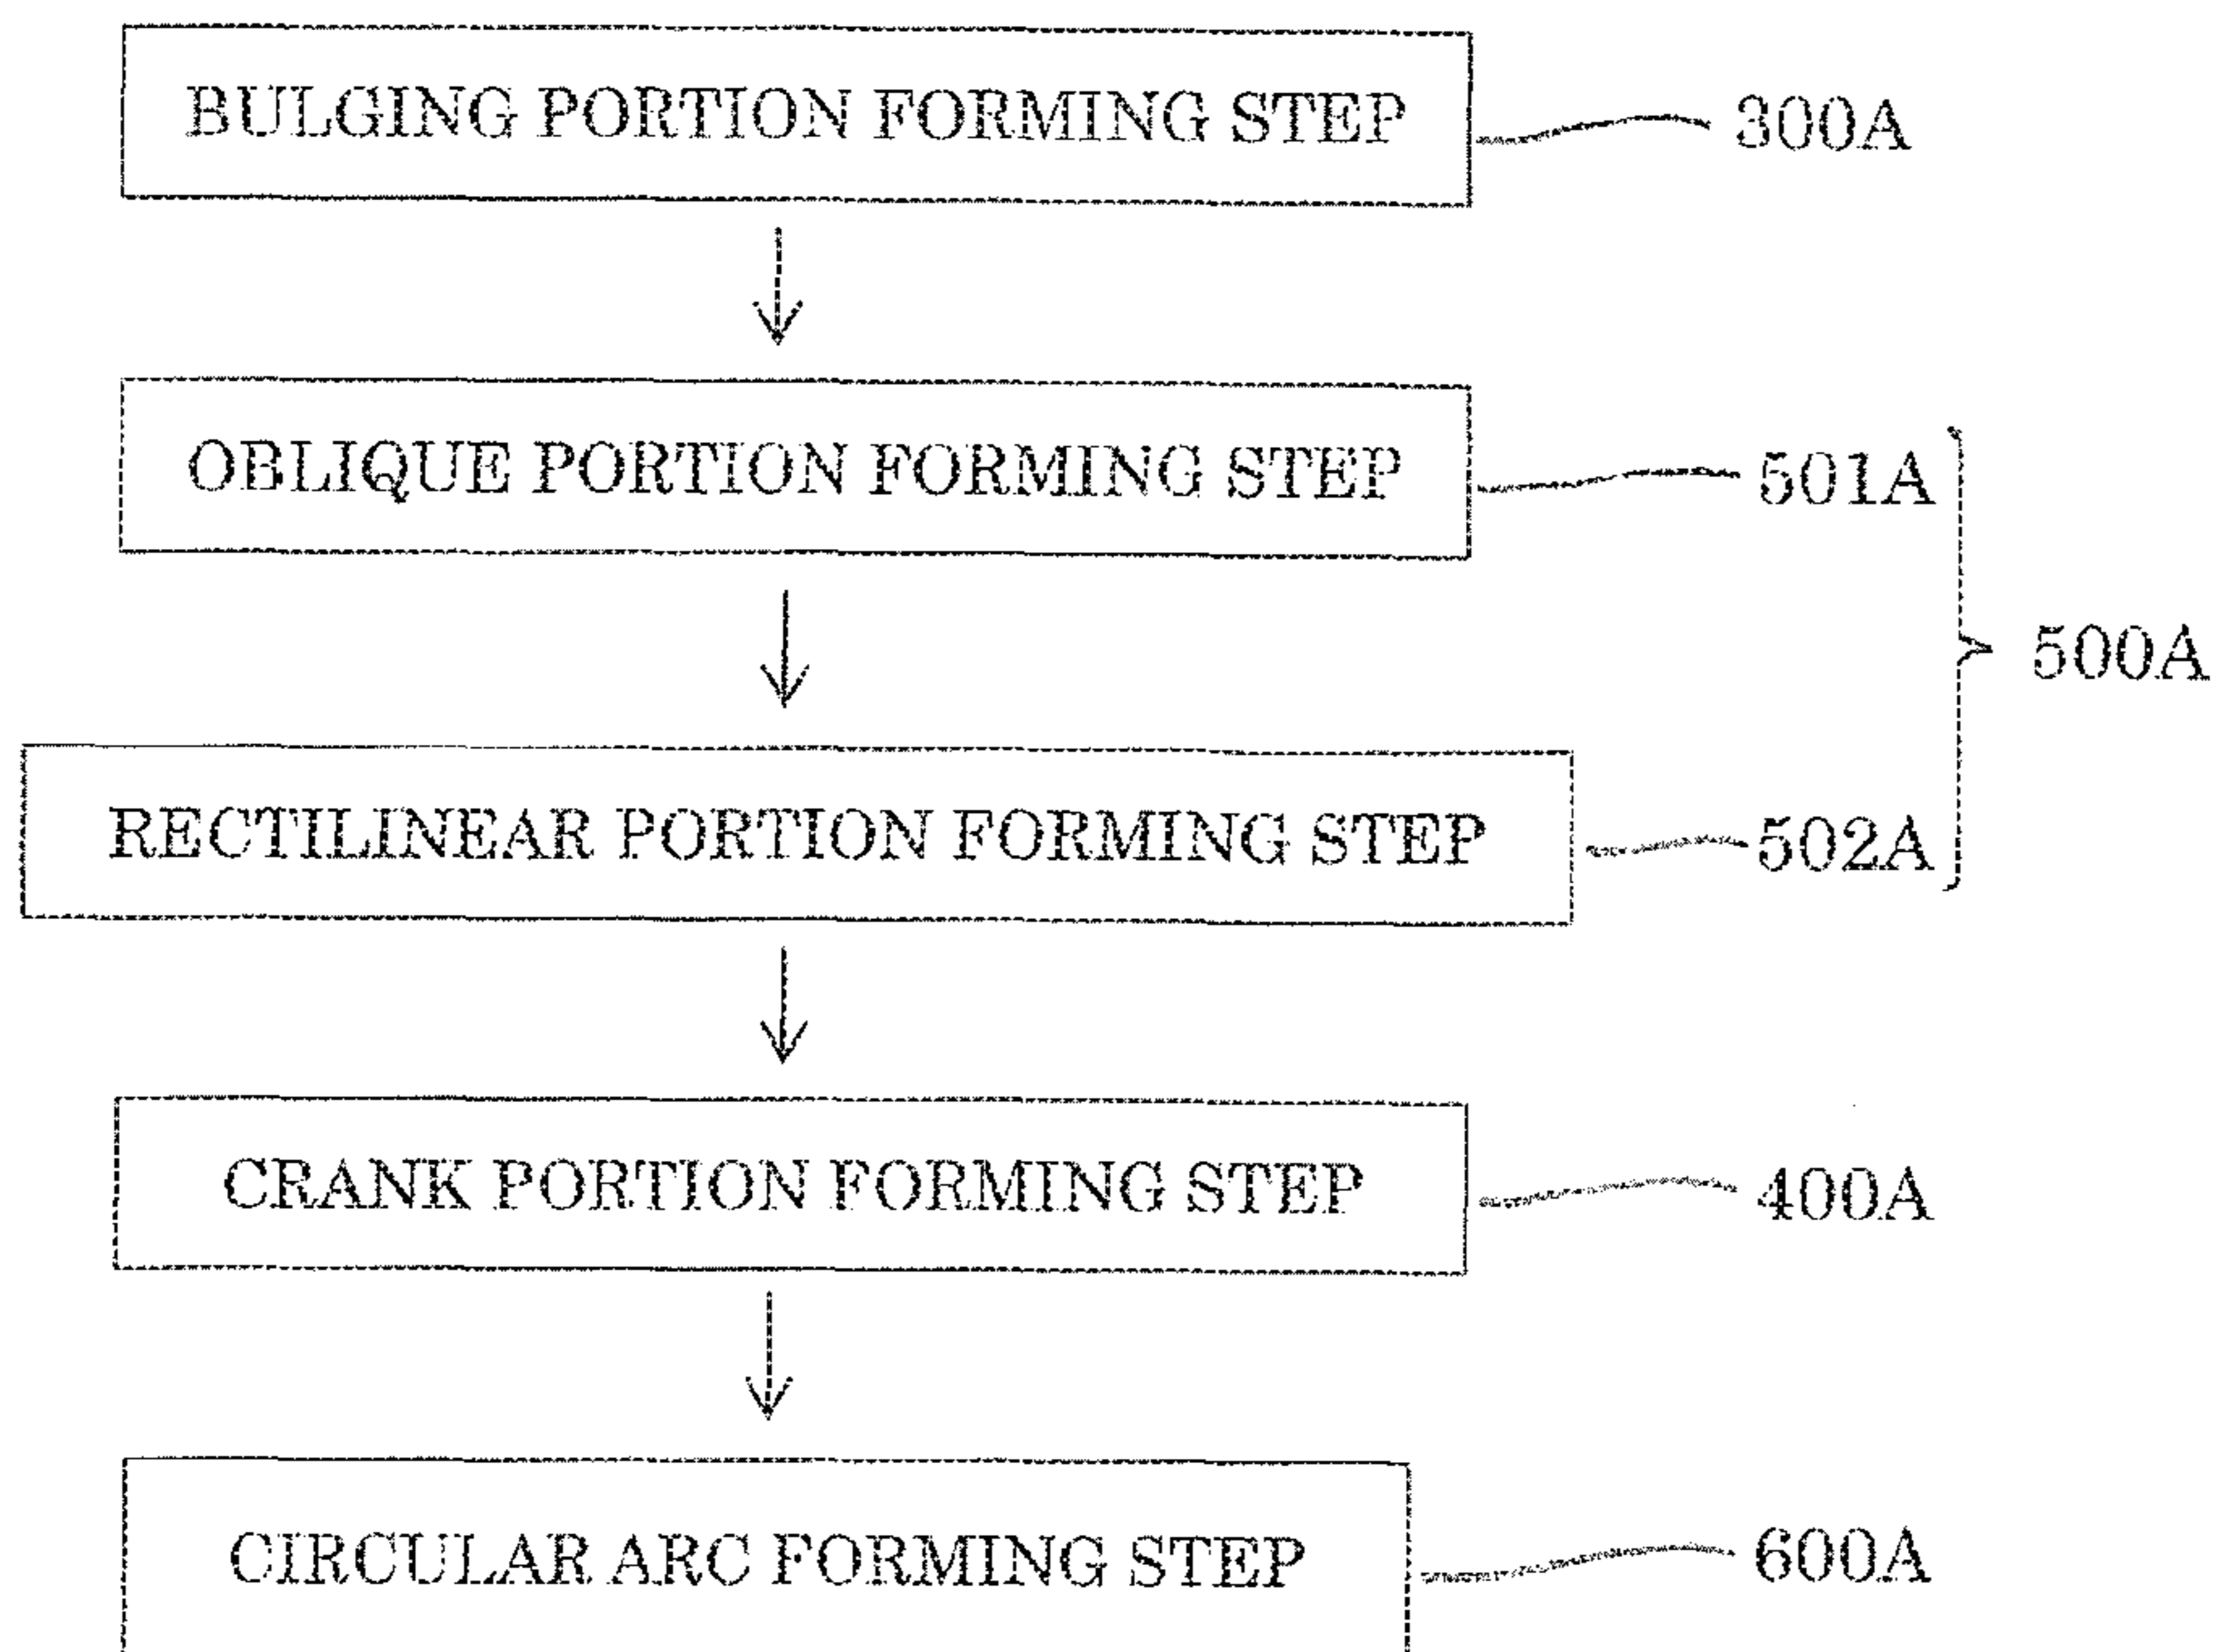 BULGING PORTION FORMING STEP
300A
OBLIQUE PORTION FORMING STEP
501A
500A
RECTILINEAR PORTION FORMING STEP
502A
CRANK PORTION FORMING STEP
400A
CIRCULAR ARC FORMING STEP
600A